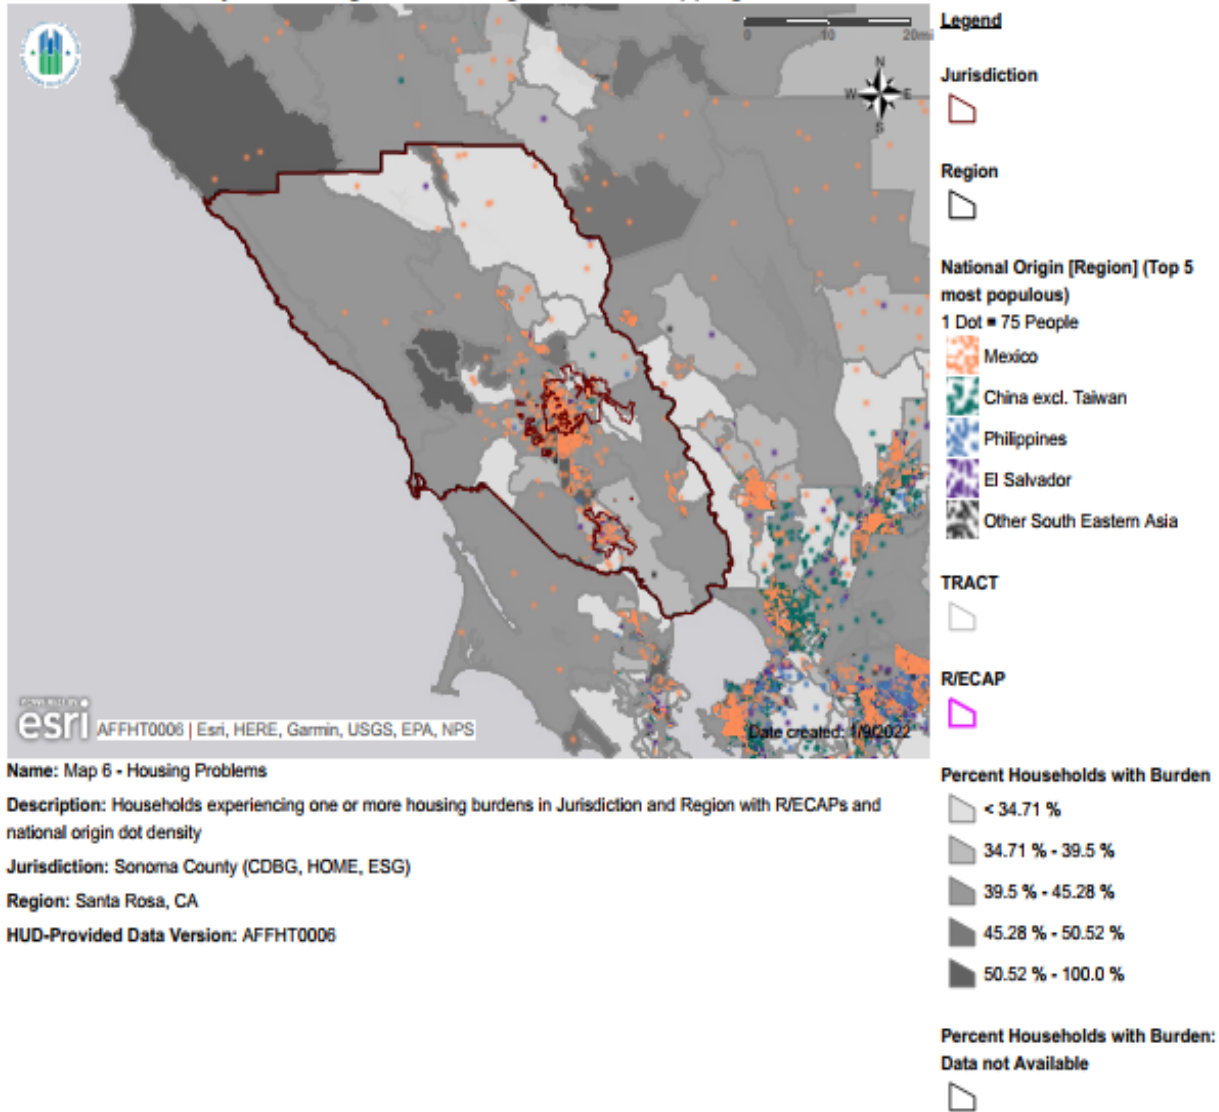 0 10 20mi
N
W E
S
esri
AFFHT0006 | Esri, HERE, Garmin, USGS, EPA, NPS
Date created: 1/9/2022
Name: Map 6 - Housing Problems
Description: Households experiencing one or more housing burdens in Jurisdiction and Region with R/ECAPs and
national origin dot density
Jurisdiction: Sonoma County (CDBG, HOME, ESG)
Region: Santa Rosa, CA
HUD-Provided Data Version: AFFHT0006
Legend
Jurisdiction
Region
National Origin [Region] (Top 5
most populous)
1 Dot = 75 People
Mexico
China excl. Taiwan
Philippines
El Salvador
Other South Eastern Asia
TRACT
R/ECAP
Percent Households with Burden
< 34.71 %
34.71 % - 39.5 %
39.5 % - 45.28 %
45.28 % - 50.52 %
50.52 % - 100.0 %
Percent Households with Burden:
Data not Available